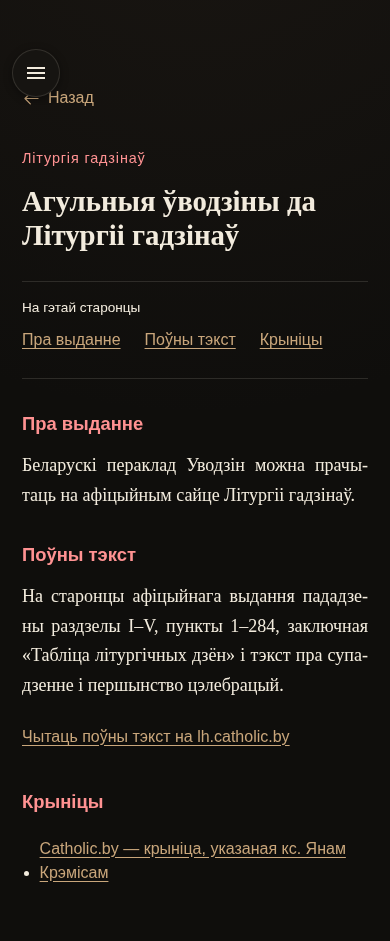 ← Назад
Літургія гадзінаў
Агульныя ўводзіны да
Літургіі гадзінаў
На гэтай старонцы
Пра выданне Поўны тэкст Крыніцы
Пра выданне
Беларускі пераклад Уводзін можна прачы-
таць на афіцыйным сайце Літургіі гадзінаў.
Поўны тэкст
На старонцы афіцыйнага выдання пададзе-
ны раздзелы I–V, пункты 1–284, заключная
«Табліца літургічных дзён» і тэкст пра супа-
дзенне і першынство цэлебрацый.
Чытаць поўны тэкст на lh.catholic.by
Крыніцы
Catholic.by — крыніца, указаная кс. Янам
Крэмісам